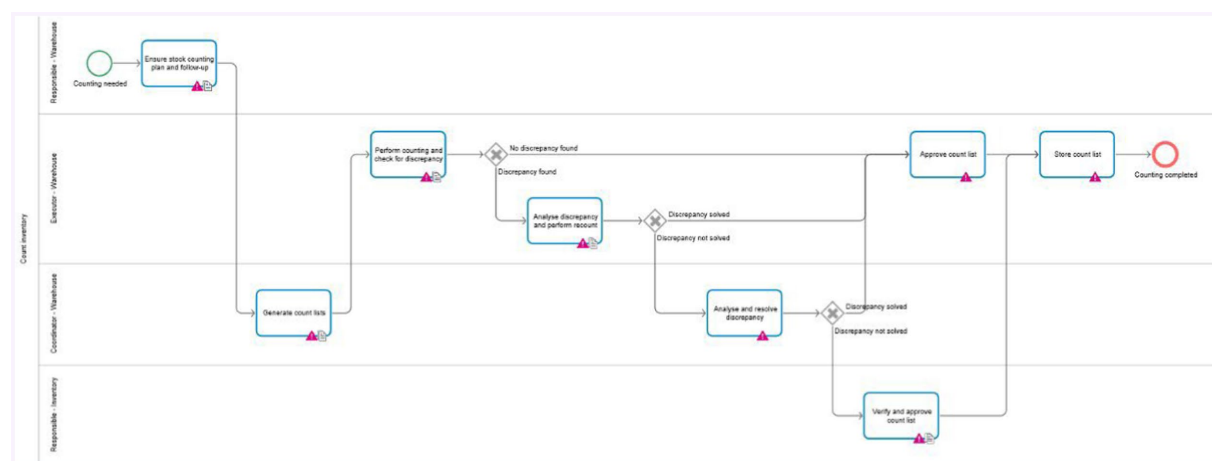 Count inventory
Responsible - Warehouse
Counting needed
Ensure stock counting
plan and follow-up
Executor - Warehouse
Perform counting and
check for discrepancy
No discrepancy found
Discrepancy found
Analyse discrepancy
and perform recount
Discrepancy solved
Discrepancy not solved
Approve count list
Store count list
Counting completed
Coordinator - Warehouse
Generate count lists
Analyse and resolve
discrepancy
Discrepancy solved
Discrepancy not solved
Responsible - Inventory
Verify and approve
count list